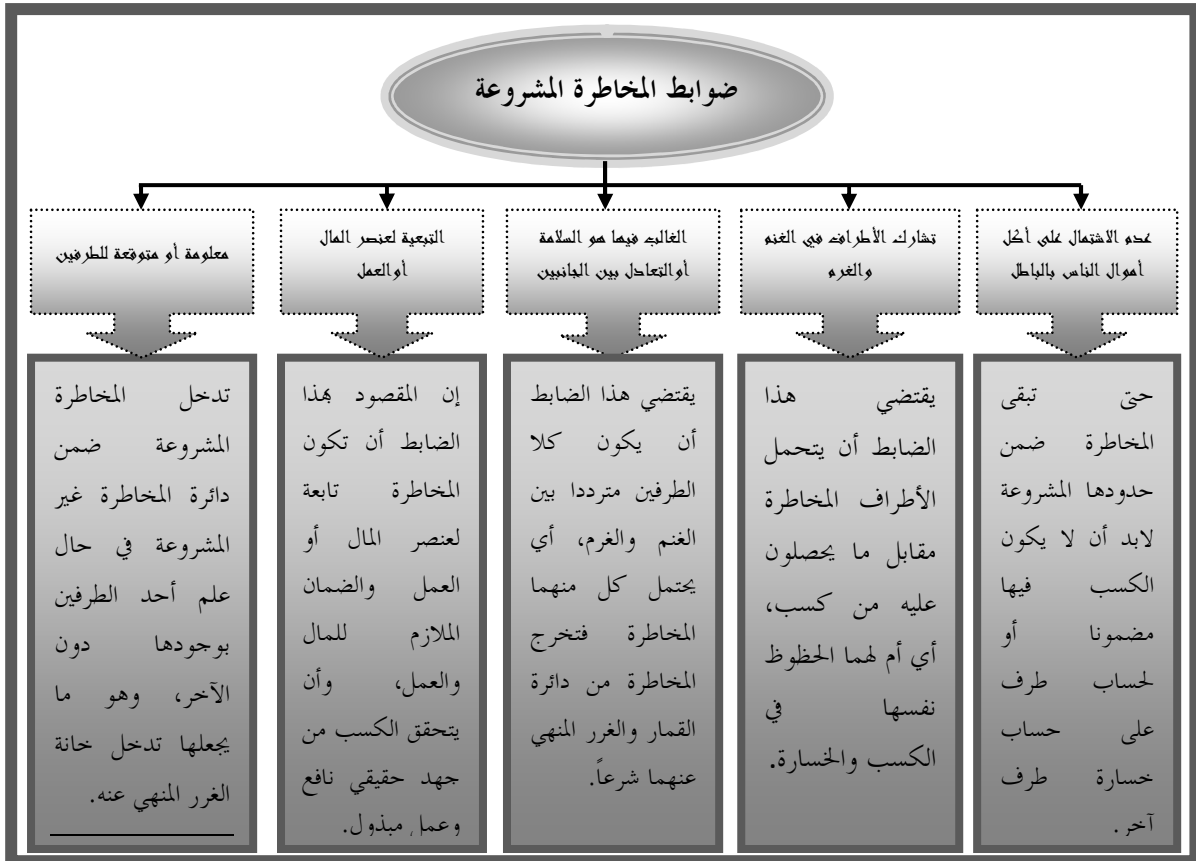 ضوابط المخاطرة المشروعة
عدم الاشتمال على أكل
أموال الناس بالباطل
تشارك الأطراف في الغنم
والغرم
الغالب فيها هو السلامة
أوالتعادل بين الجانبين
التبعية لعنصر المال
أوالعمل
معلومة أو متوقعة للطرفين
حتى تبقى
المخاطرة ضمن
حدودها المشروعة
لابد أن لا يكون
الكسب فيها
مضمونا أو
لحساب طرف
على حساب
خسارة طرف
آخر.
يقتضي هذا
الضابط أن يتحمل
الأطراف المخاطرة
مقابل ما يحصلون
عليه من كسب،
أي أم لهما الحظوظ
نفسها في
الكسب والخسارة.
يقتضي هذا الضابط
أن يكون كلا
الطرفين مترددا بين
الغنم والغرم، أي
يحتمل كل منهما
المخاطرة فتخرج
المخاطرة من دائرة
القمار والغرر المنهي
عنهما شرعاً.
إن المقصود بهذا
الضابط أن تكون
المخاطرة تابعة
لعنصر المال أو
العمل والضمان
الملازم للمال
والعمل، وأن
يتحقق الكسب من
جهد حقيقي نافع
وعمل مبذول.
تدخل المخاطرة
المشروعة ضمن
دائرة المخاطرة غير
المشروعة في حال
علم أحد الطرفين
بوجودها دون
الآخر، وهو ما
يجعلها تدخل خانة
الغرر المنهي عنه.